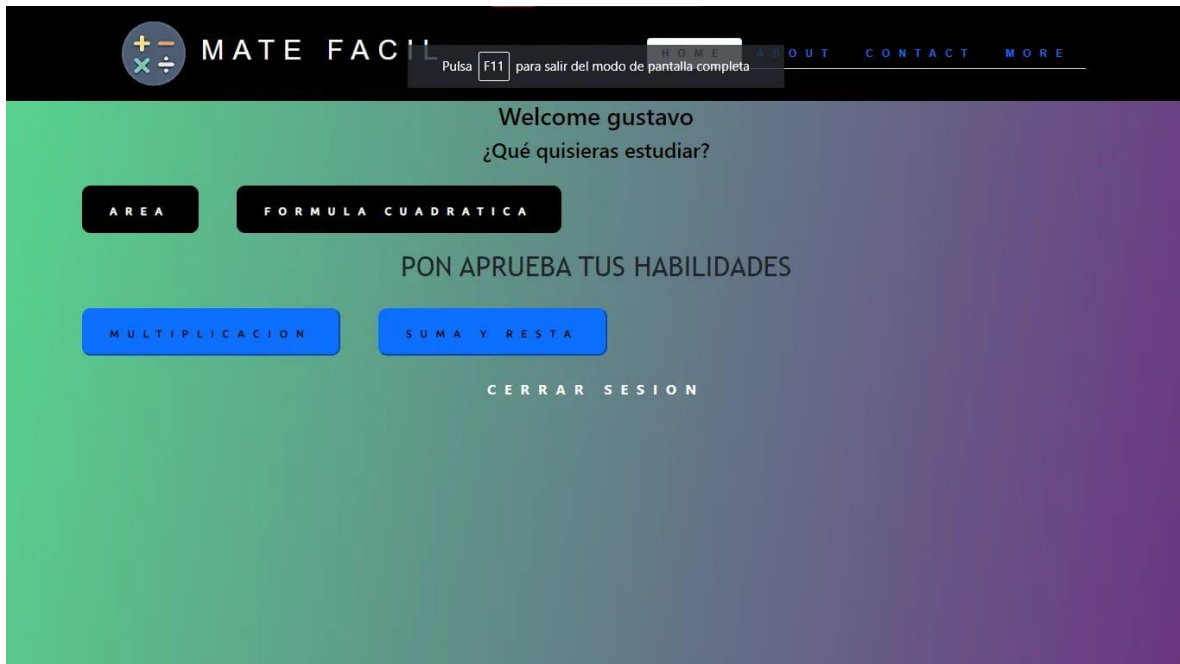 MATE FACIL
HOME ABOUT CONTACT MORE
Pulsa F11 para salir del modo de pantalla completa
Welcome gustavo
¿Qué quisieras estudiar?
AREA FORMULA CUADRATICA
PON APRUEBA TUS HABILIDADES
MULTIPLICACION SUMA Y RESTA
CERRAR SESION